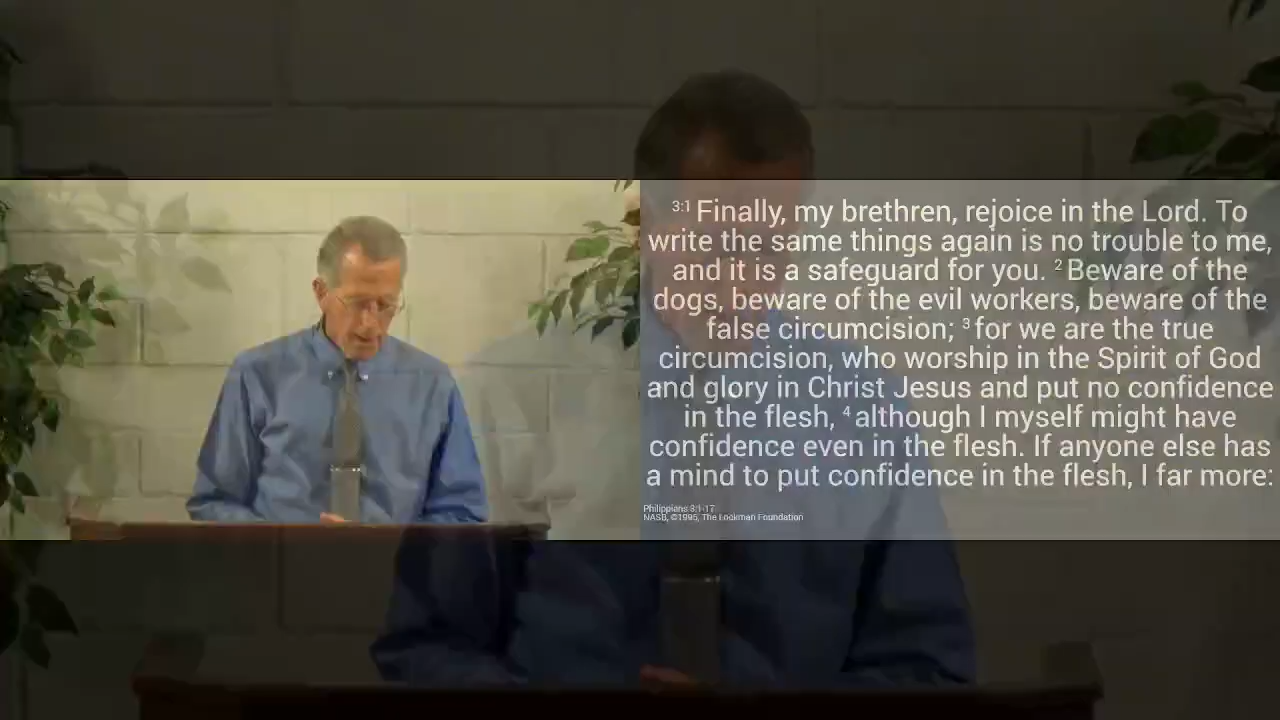 3:1 Finally, my brethren, rejoice in the Lord. To
write the same things again is no trouble to me,
and it is a safeguard for you. 2 Beware of the
dogs, beware of the evil workers, beware of the
false circumcision; 3 for we are the true
circumcision, who worship in the Spirit of God
and glory in Christ Jesus and put no confidence
in the flesh, 4 although I myself might have
confidence even in the flesh. If anyone else has
a mind to put confidence in the flesh, I far more:
Philippians 3:1-17
NASB, ©1995, The Lockman Foundation